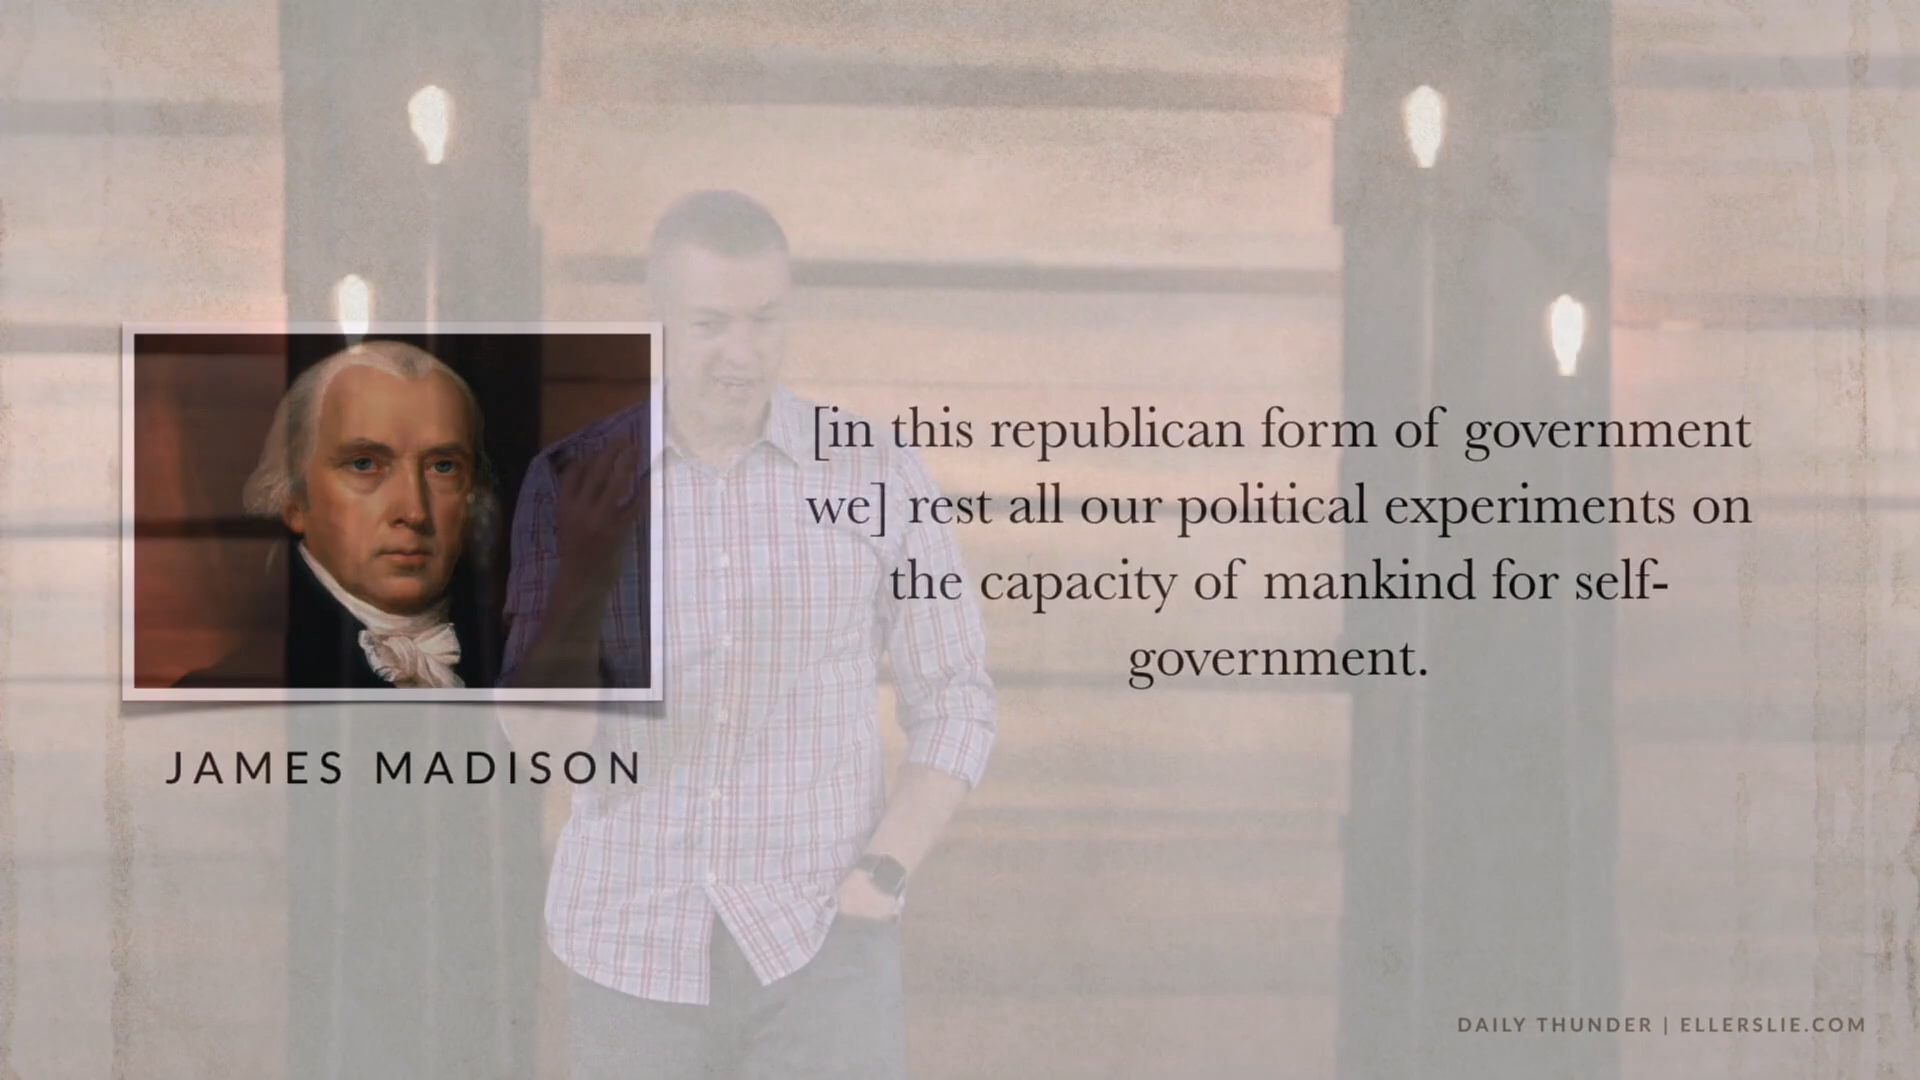 [in this republican form of government
we] rest all our political experiments on
the capacity of mankind for self-
government.
JAMES MADISON
DAILY THUNDER | ELLERSLIE.COM